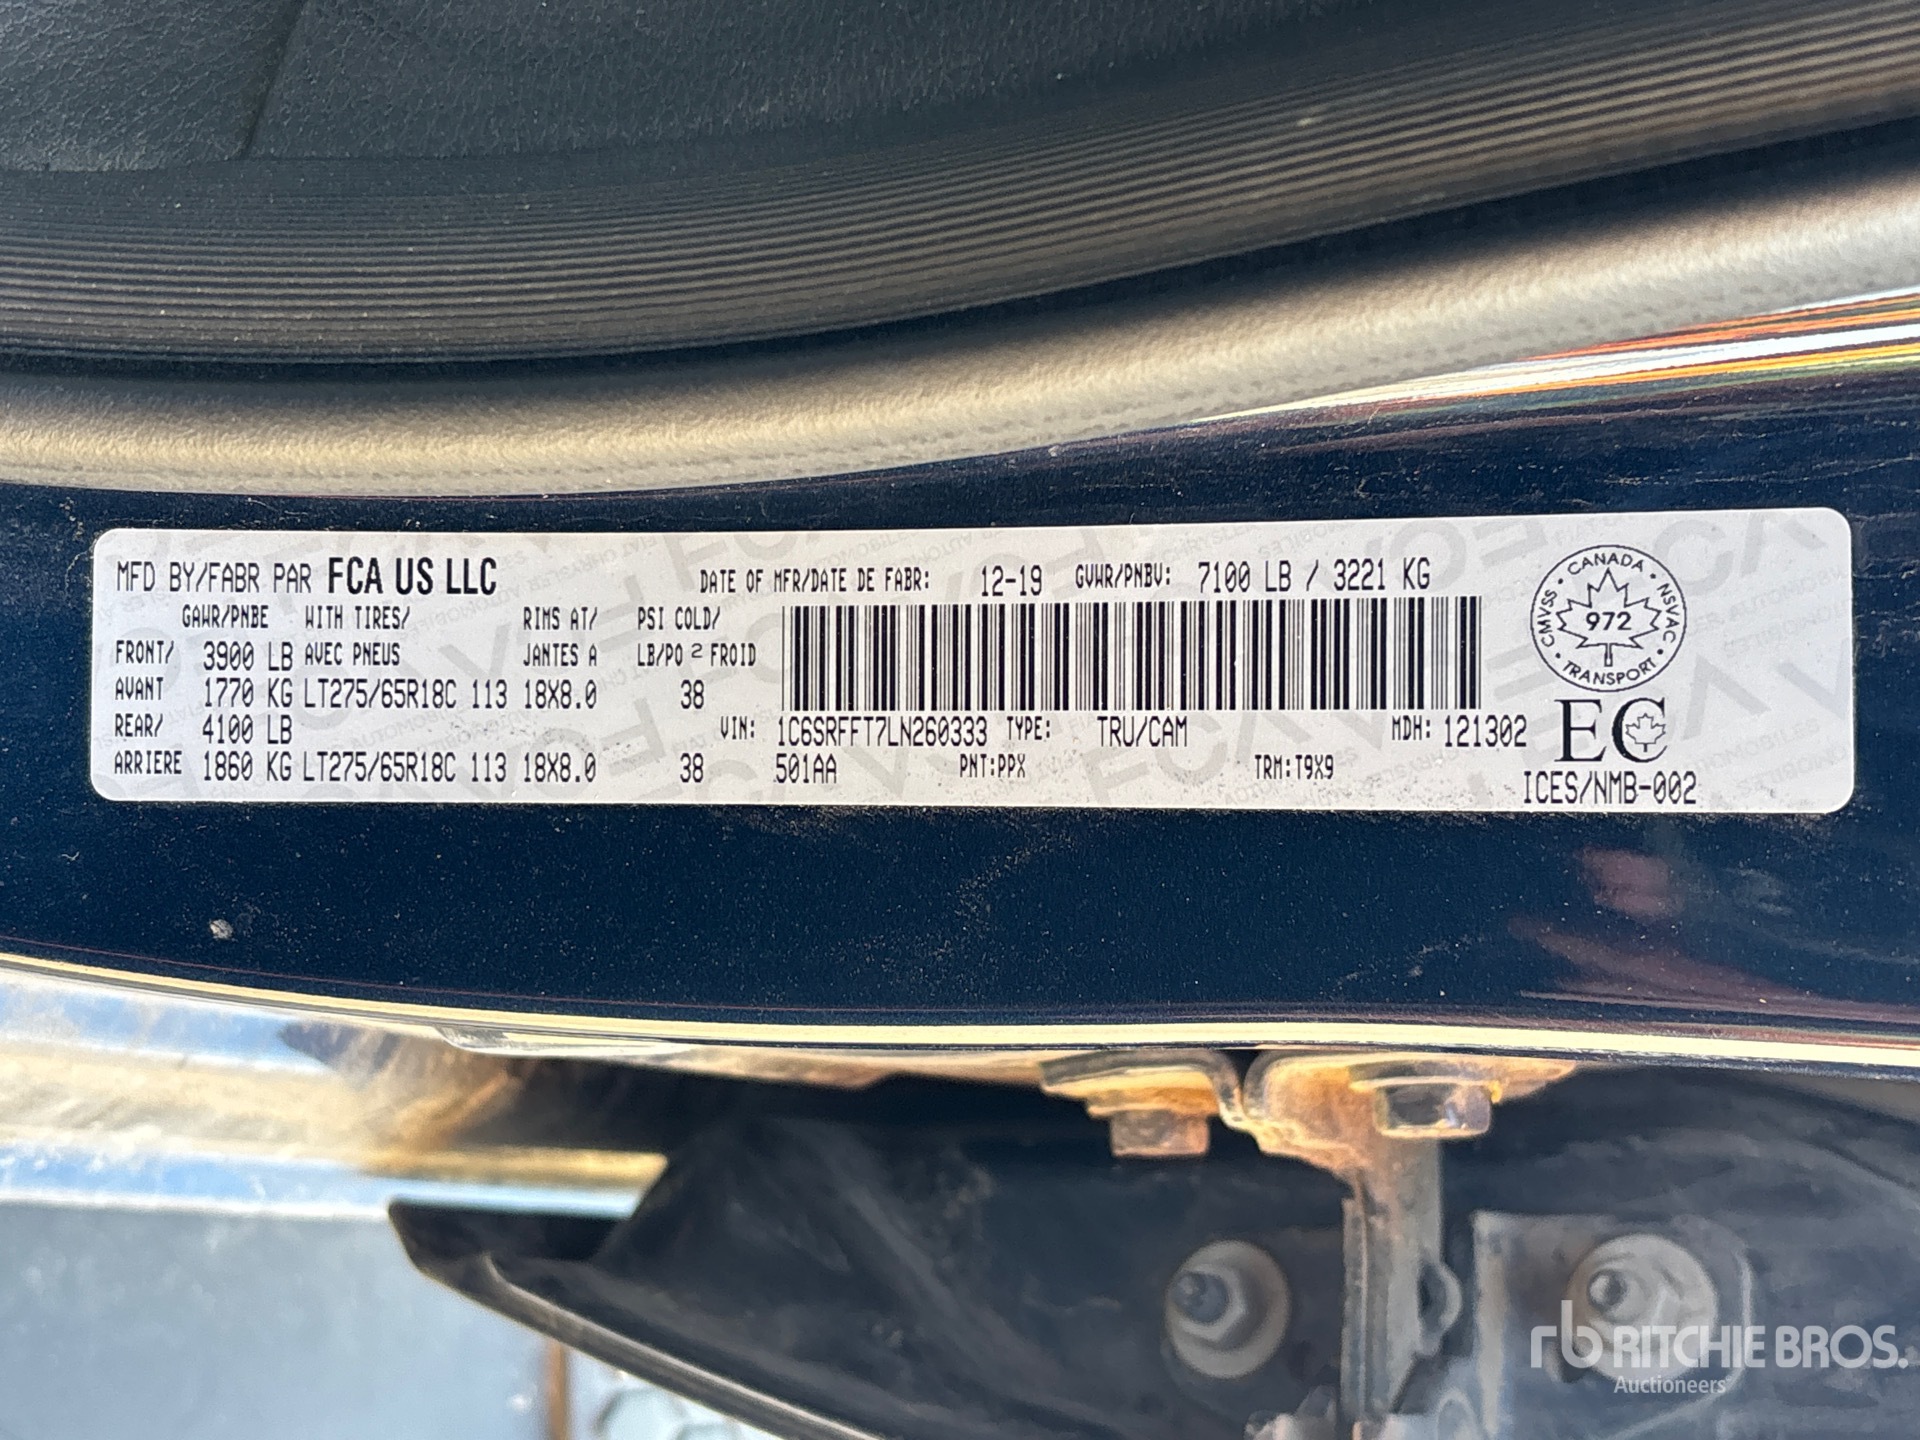 MFD BY/FABR PAR FCA US LLC DATE OF MFR/DATE DE FABR: 12-19 GVWR/PNBV: 7100 LB / 3221 KG
GAWR/PNBE WITH TIRES/ RIMS AT/ PSI COLD/
FRONT/ 3900 LB AVEC PNEUS JANTES A LB/PO 2 FROID
AVANT 1770 KG LT275/65R18C 113 18X8.0 38
REAR/ 4100 LB VIN: 1C6SRFFT7LN260333 TYPE: TRU/CAM MDH: 121302
ARRIERE 1860 KG LT275/65R18C 113 18X8.0 38 501AA PNT:PPX TRM:T9X9
CANADA
CMVSS 972 NSVAC
TRANSPORT
EC
ICES/NMB-002
rb RITCHIE BROS.
Auctioneers